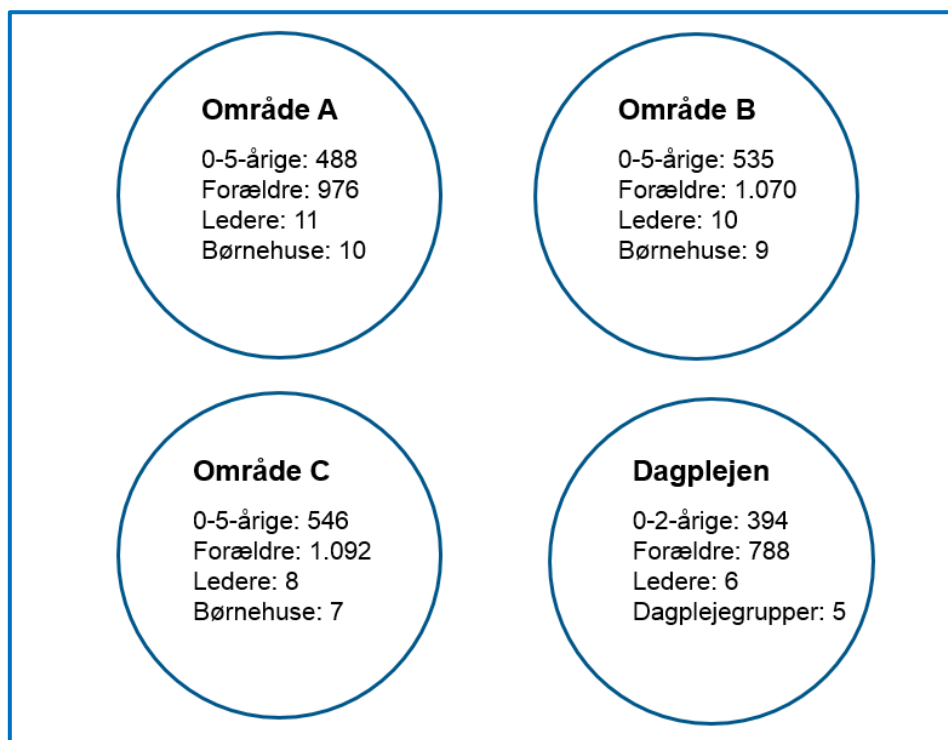 Område A
0-5-årige: 488
Forældre: 976
Ledere: 11
Børnehuse: 10
Område B
0-5-årige: 535
Forældre: 1.070
Ledere: 10
Børnehuse: 9
Område C
0-5-årige: 546
Forældre: 1.092
Ledere: 8
Børnehuse: 7
Dagplejen
0-2-årige: 394
Forældre: 788
Ledere: 6
Dagplejegrupper: 5